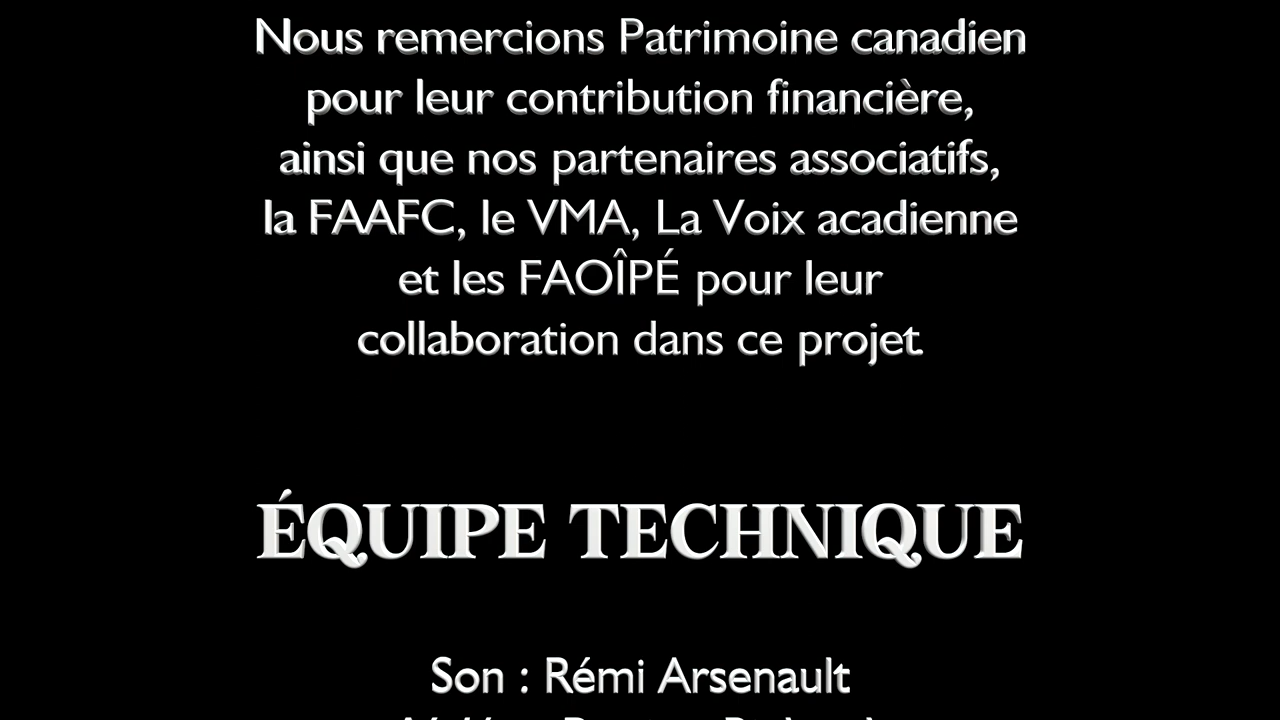 Nous remercions Patrimoine canadien
pour leur contribution financière,
ainsi que nos partenaires associatifs,
la FAAFC, le VMA, La Voix acadienne
et les FAOÎPÉ pour leur
collaboration dans ce projet.
ÉQUIPE TECHNIQUE
Son : Rémi Arsenault